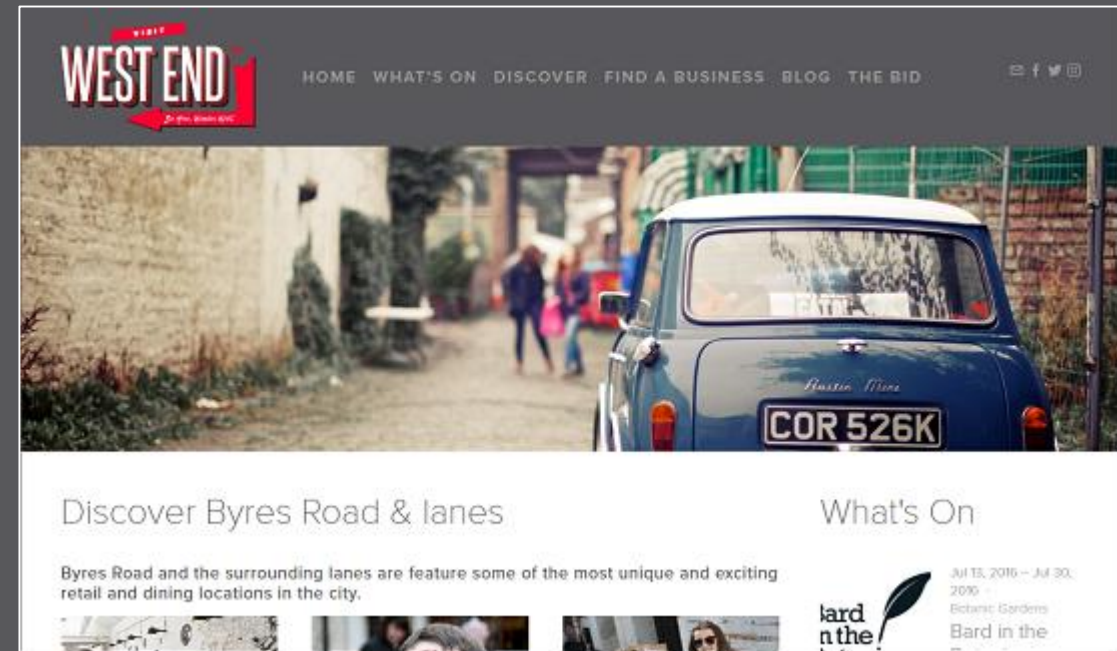 VISIT
WEST END
HOME WHAT'S ON DISCOVER FIND A BUSINESS BLOG THE BID
Austin Mini
COR 526K
Discover Byres Road & lanes
What's On
Byres Road and the surrounding lanes are feature some of the most unique and exciting
retail and dining locations in the city.
Jul 13, 2016 – Jul 30,
2016
Botanic Gardens
Bard in the
Bard
in the